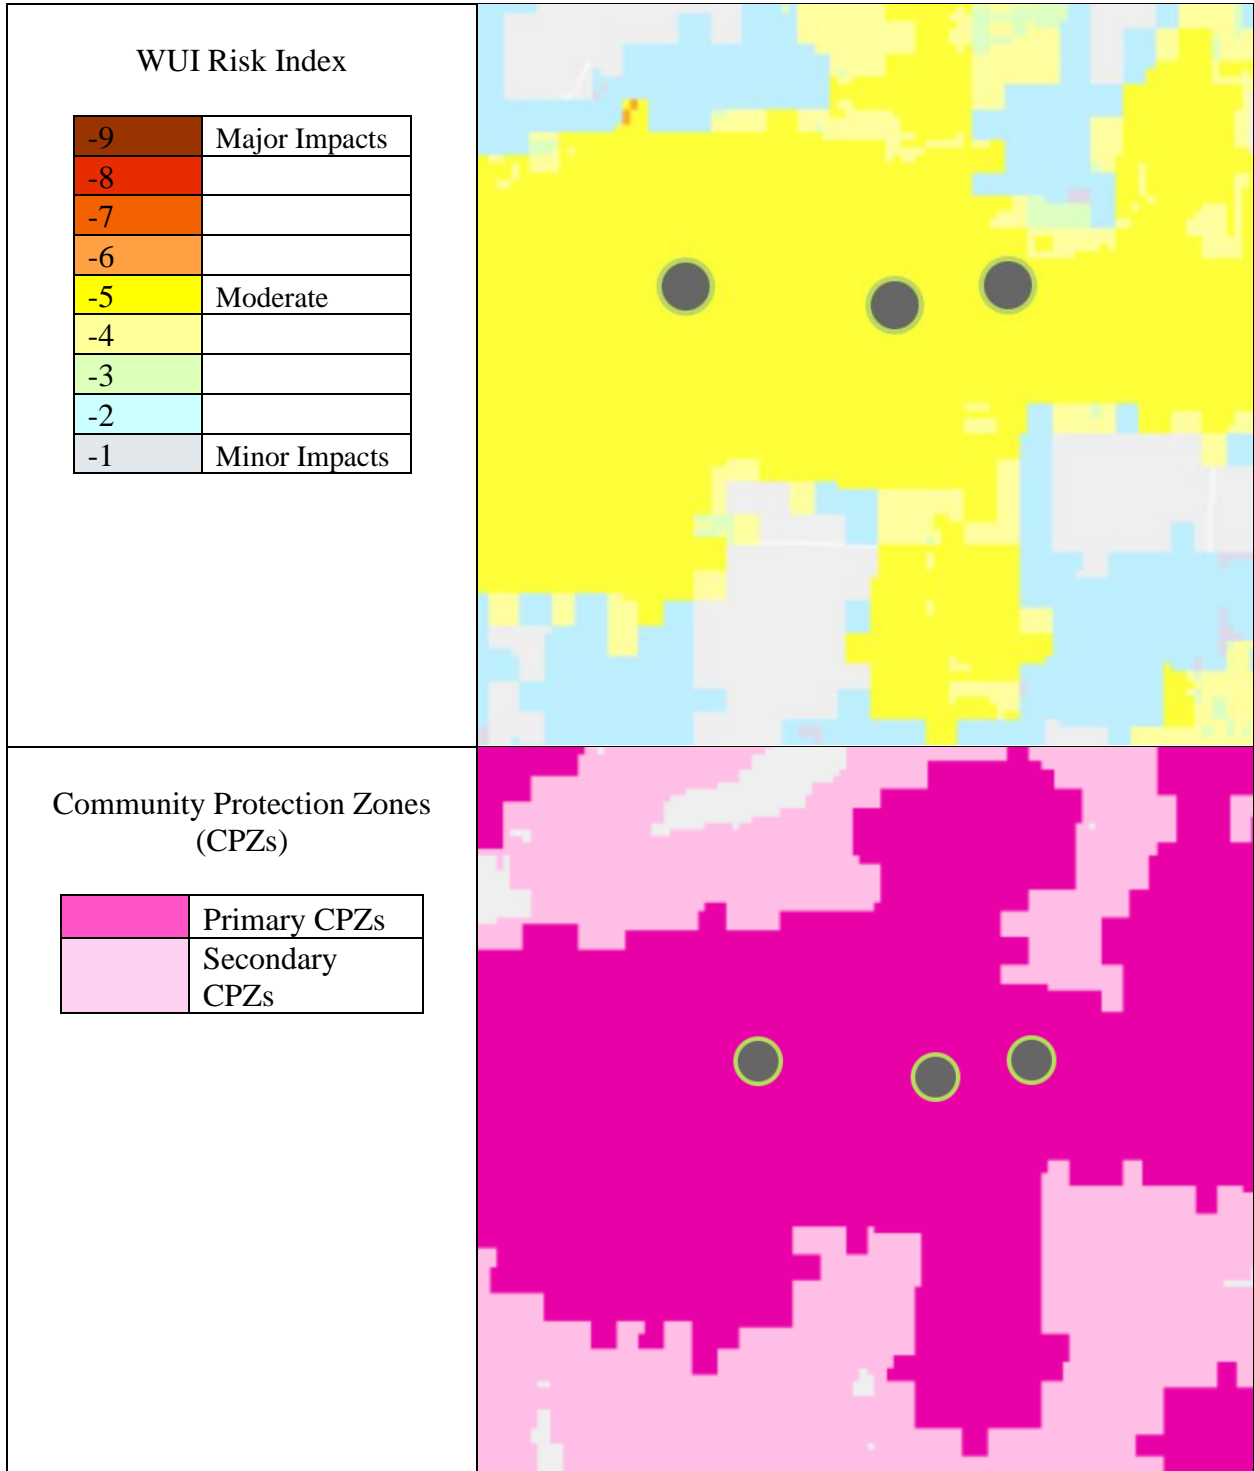 WUI Risk Index
-9 Major Impacts
-8
-7
-6
-5 Moderate
-4
-3
-2
-1 Minor Impacts
Community Protection Zones
(CPZs)
Primary CPZs
Secondary
CPZs